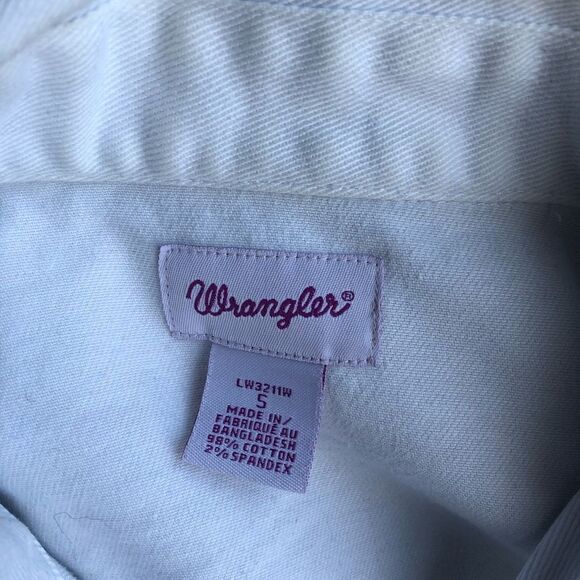 Wrangler®
LW3211W
S
MADE IN/
FABRIQUÉ AU
BANGLADESH
98% COTTON
2% SPANDEX